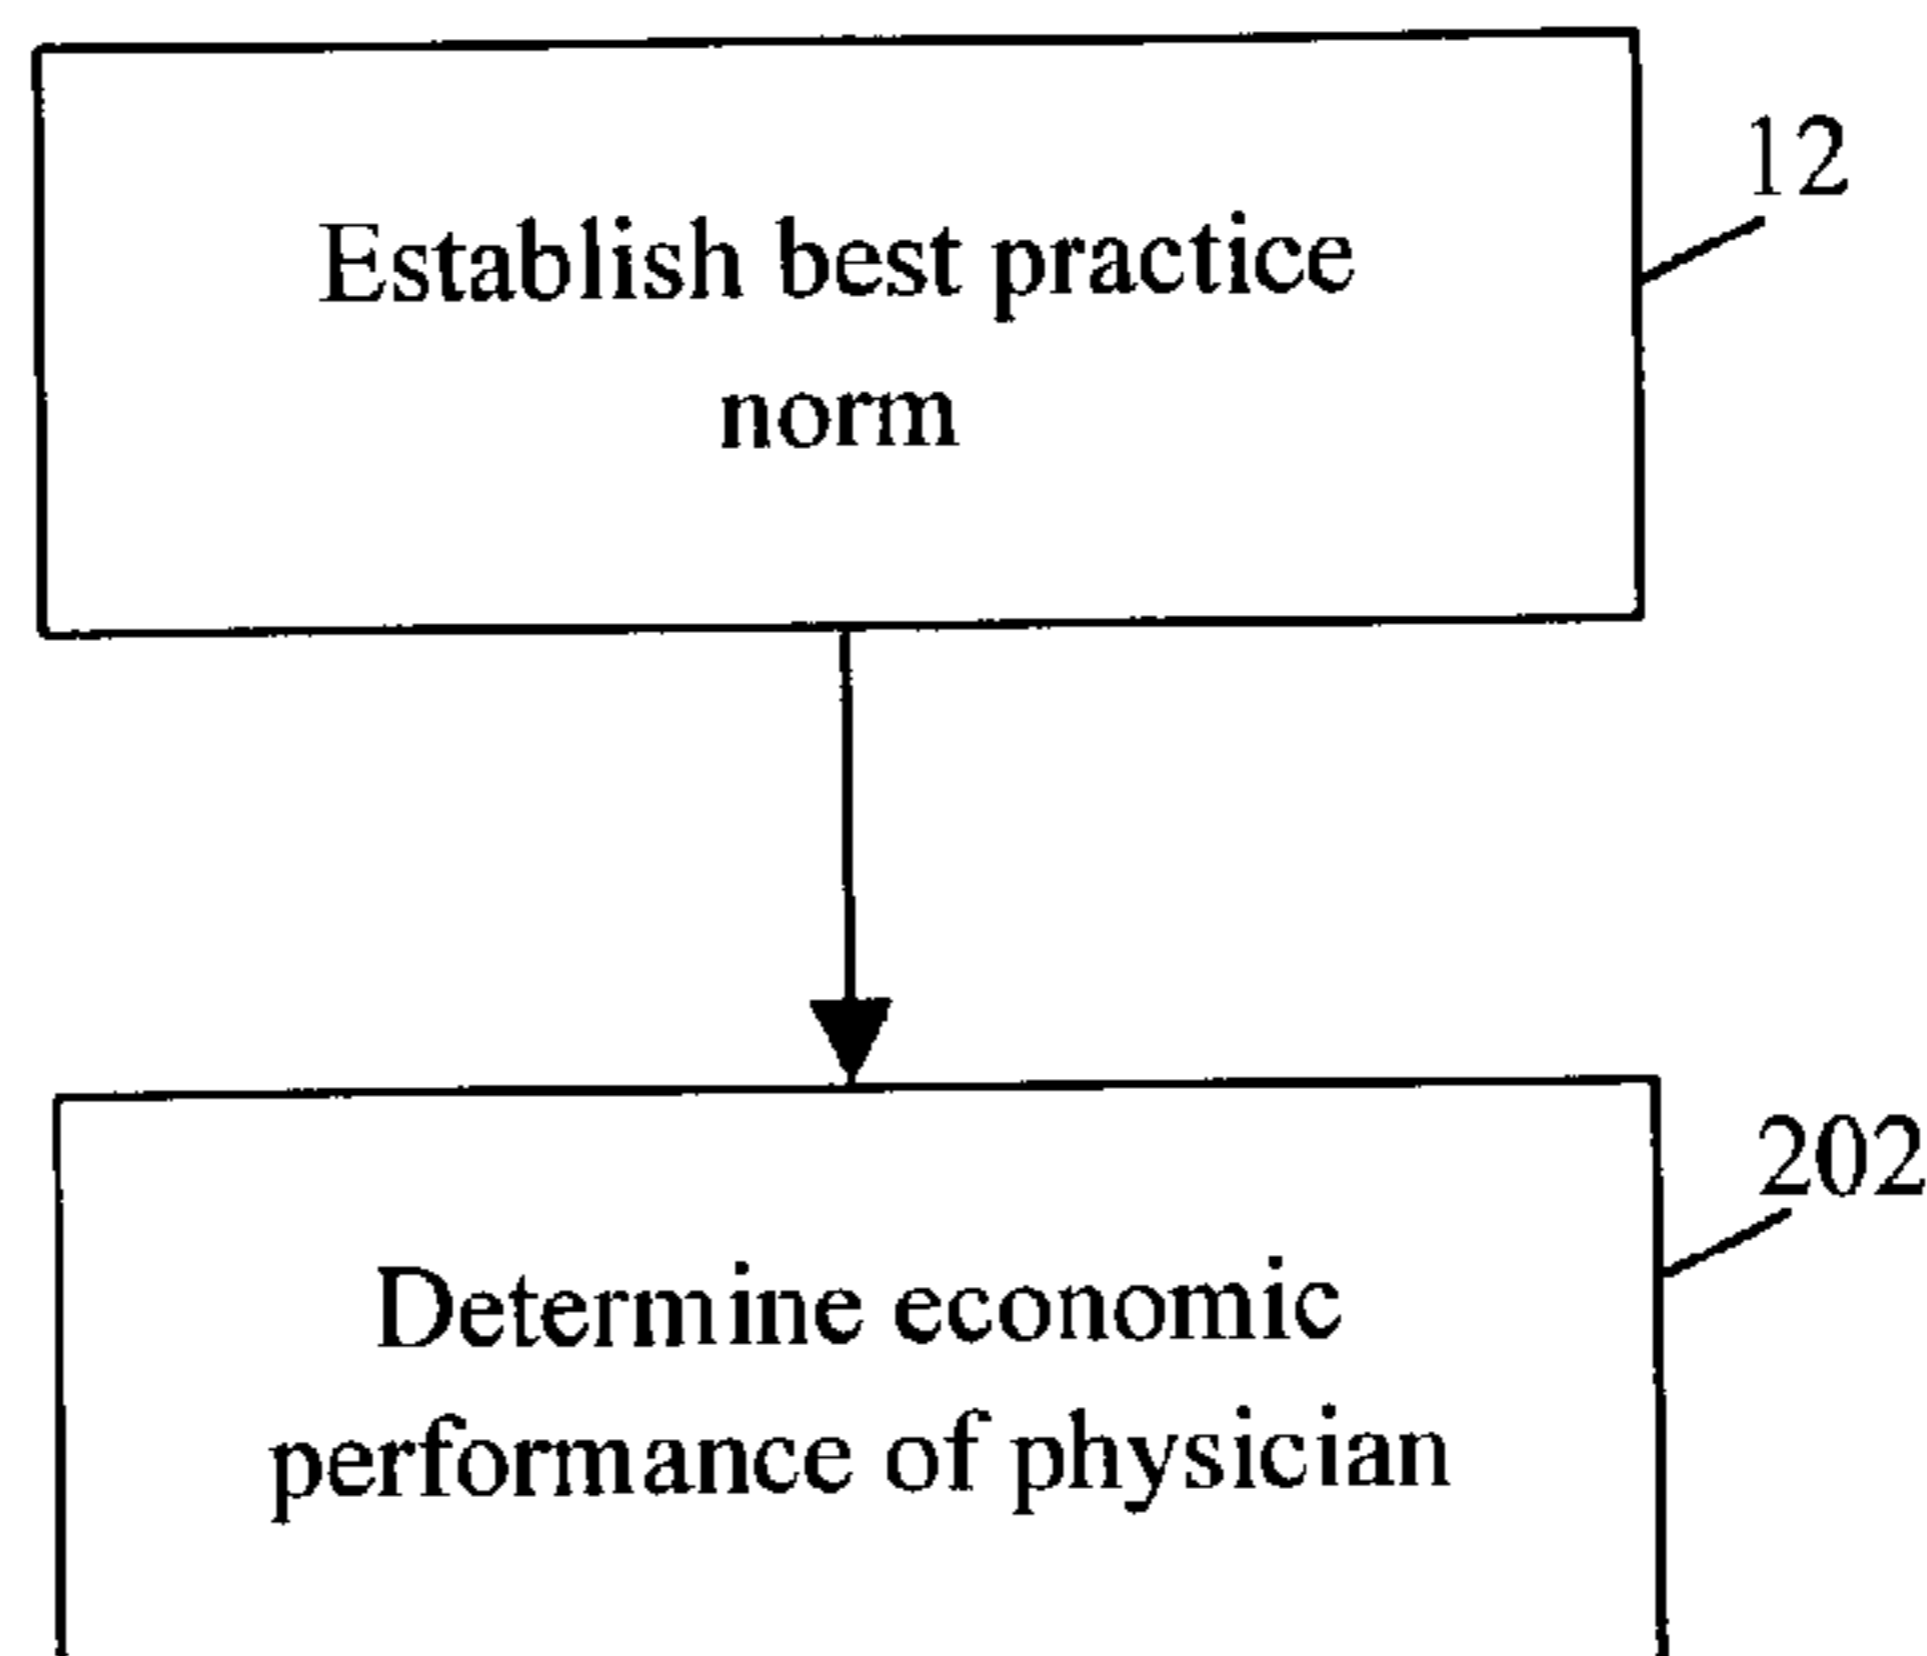 12
Establish best practice
norm
202
Determine economic
performance of physician